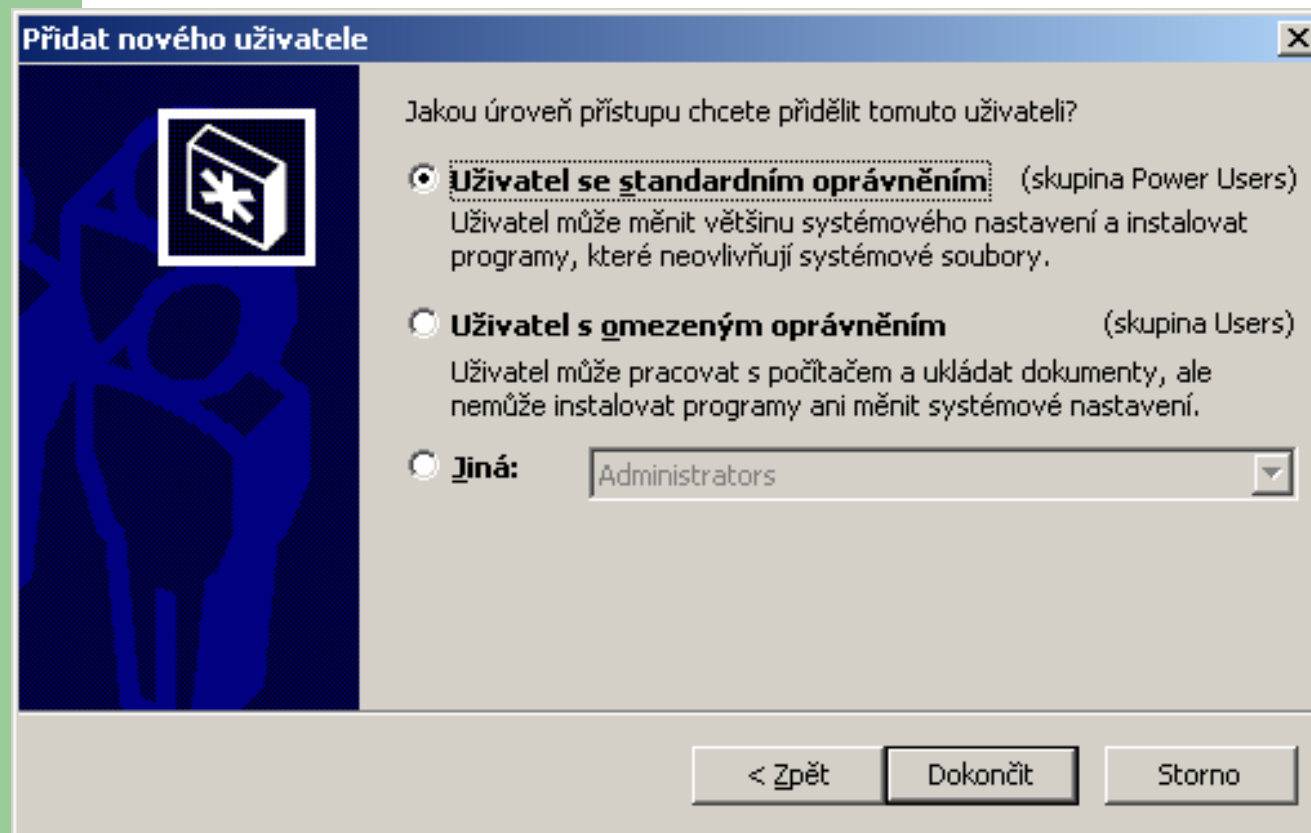 Přidat nového uživatele
Jakou úroveň přístupu chcete přidělit tomuto uživateli?
Uživatel se standardním oprávněním (skupina Power Users)
Uživatel může měnit většinu systémového nastavení a instalovat
programy, které neovlivňují systémové soubory.
Uživatel s omezeným oprávněním (skupina Users)
Uživatel může pracovat s počítačem a ukládat dokumenty, ale
nemůže instalovat programy ani měnit systémové nastavení.
Jiná: Administrators
< Zpět Dokončit Storno